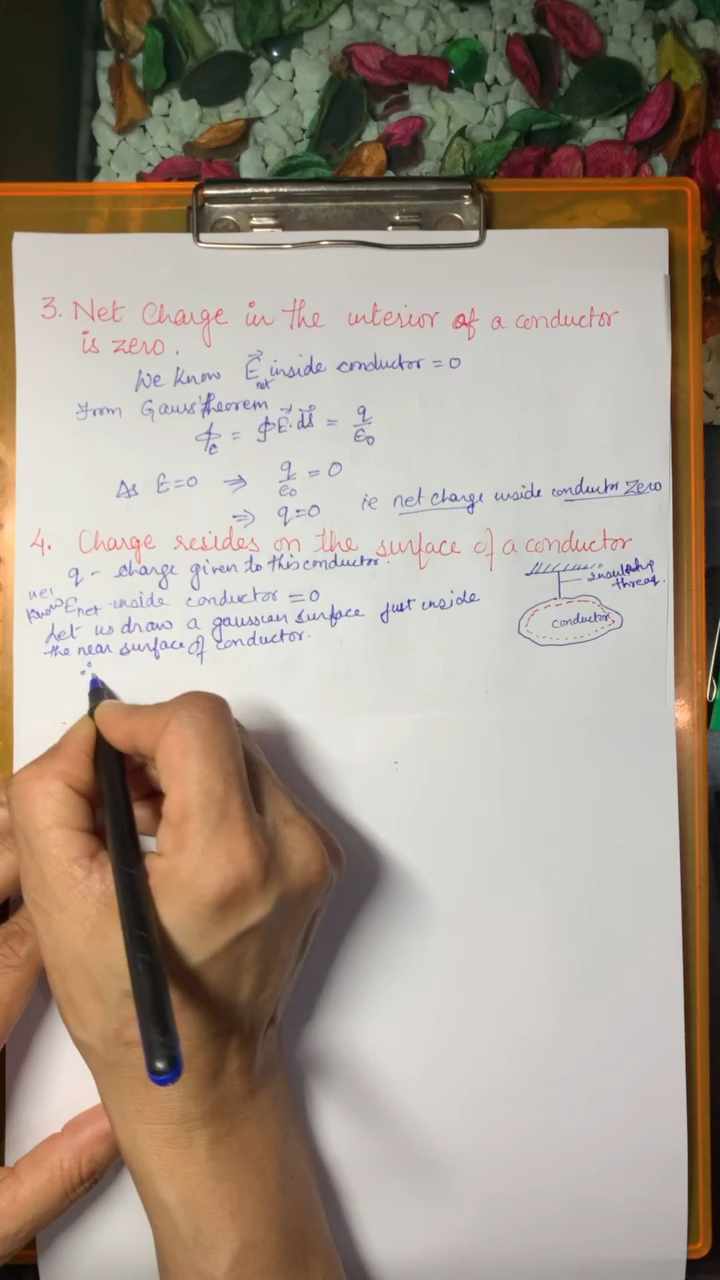 3. Net Charge in the interior of a conductor
is zero.
We Know E⃗net inside conductor = 0
From Gauss Theorem
ϕE = ∮E⃗.ds⃗ = q/ε0
As E=0 ⇒ q/ε0 = 0
⇒ q=0 ie net charge inside conductor zero
4. Charge resides on the surface of a conductor
q - charge given to this conductor.
we know Enet inside conductor = 0
Let us draw a gaussian surface just inside
the near surface of conductor.
∴
insulating
thread.
conductor